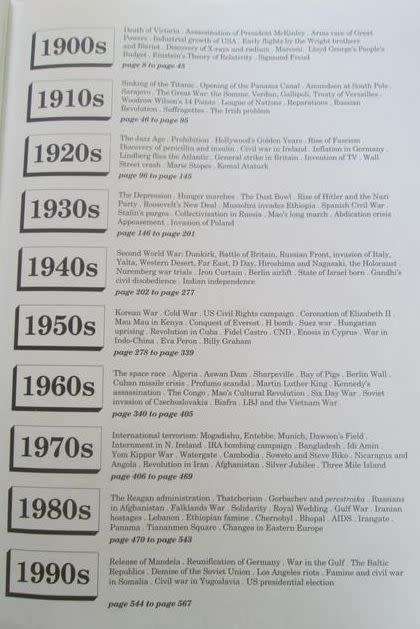 1900s
Death of Victoria . Assassination of President McKinley . Arms race of Great
Powers . Industrial growth of USA . Early flights by the Wright brothers
and Blériot . Discovery of X-rays and radium . Marconi . Lloyd George's People's
Budget . Einstein's Theory of Relativity . Sigmund Freud
page 8 to 45
1910s
Sinking of the Titanic . Opening of the Panama Canal . Amundsen at South Pole .
Sarajevo . The Great War: the Somme, Verdun, Gallipoli, Treaty of Versailles .
Woodrow Wilson's 14 Points . League of Nations . Reparations . Russian
Revolution . Suffragettes . The Irish problem
page 46 to 95
1920s
The Jazz Age . Prohibition . Hollywood's Golden Years . Rise of Fascism
Discovery of penicillin and insulin . Civil war in Ireland . Inflation in Germany .
Lindberg flies the Atlantic . General strike in Britain . Invention of TV . Wall
Street crash . Marie Stopes . Kemal Ataturk
page 96 to 145
1930s
The Depression . Hunger marches . The Dust Bowl . Rise of Hitler and the Nazi
Party . Roosevelt's New Deal . Mussolini invades Ethiopia . Spanish Civil War
Stalin's purges . Collectivisation in Russia . Mao's long march . Abdication crisis
Appeasement . Invasion of Poland
page 146 to 201
1940s
Second World War: Dunkirk, Battle of Britain, Russian Front, invasion of Italy,
Yalta, Western Desert, Far East, D Day, Hiroshima and Nagasaki, the Holocaust .
Nuremberg war trials . Iron Curtain . Berlin airlift . State of Israel born . Gandhi's
civil disobedience . Indian independence
page 202 to 277
1950s
Korean War . Cold War . US Civil Rights campaign . Coronation of Elizabeth II .
Mau Mau in Kenya . Conquest of Everest . H bomb . Suez war . Hungarian
uprising . Revolution in Cuba . Fidel Castro . CND . Enosis in Cyprus . War in
Indo-China . Eva Peron . Billy Graham
page 278 to 339
1960s
The space race . Algeria . Aswan Dam . Sharpeville . Bay of Pigs . Berlin Wall .
Cuban missile crisis . Profumo scandal . Martin Luther King . Kennedy's
assassination . The Congo . Mao's Cultural Revolution . Six Day War . Soviet
invasion of Czechoslovakia . Biafra . LBJ and the Vietnam War
page 340 to 405
1970s
International terrorism: Mogadishu, Entebbe, Munich, Dawson's Field .
Internment in N. Ireland . IRA bombing campaign . Bangladesh . Idi Amin
Yom Kippur War . Watergate . Cambodia . Soweto and Steve Biko . Nicaragua and
Angola . Revolution in Iran . Afghanistan . Silver Jubilee . Three Mile Island
page 406 to 469
1980s
The Reagan administration . Thatcherism . Gorbachev and perestroika . Russians
in Afghanistan . Falklands War . Solidarity . Royal Wedding . Gulf War . Iranian
hostages . Lebanon . Ethiopian famine . Chernobyl . Bhopal . AIDS . Irangate .
Panama . Tiananmen Square . Changes in Eastern Europe
page 470 to 543
1990s
Release of Mandela . Reunification of Germany . War in the Gulf . The Baltic
Republics . Demise of the Soviet Union . Los Angeles riots . Famine and civil war
in Somalia . Civil war in Yugoslavia . US presidential election
page 544 to 567